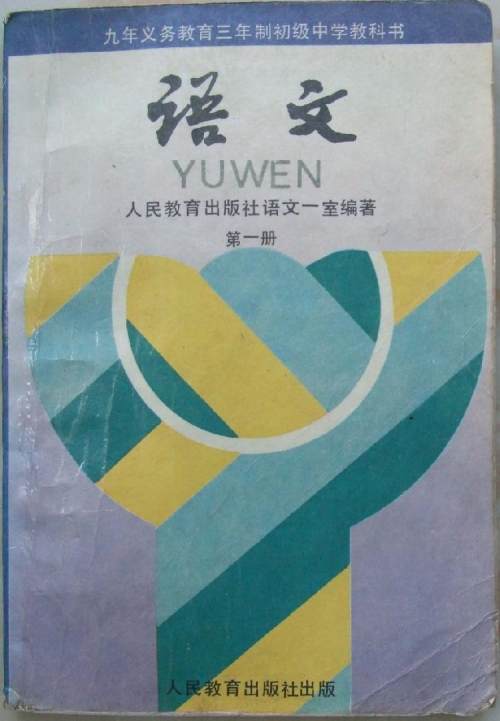 九年义务教育三年制初级中学教科书
语文
YUWEN
人民教育出版社语文一室编著
第一册
人民教育出版社出版